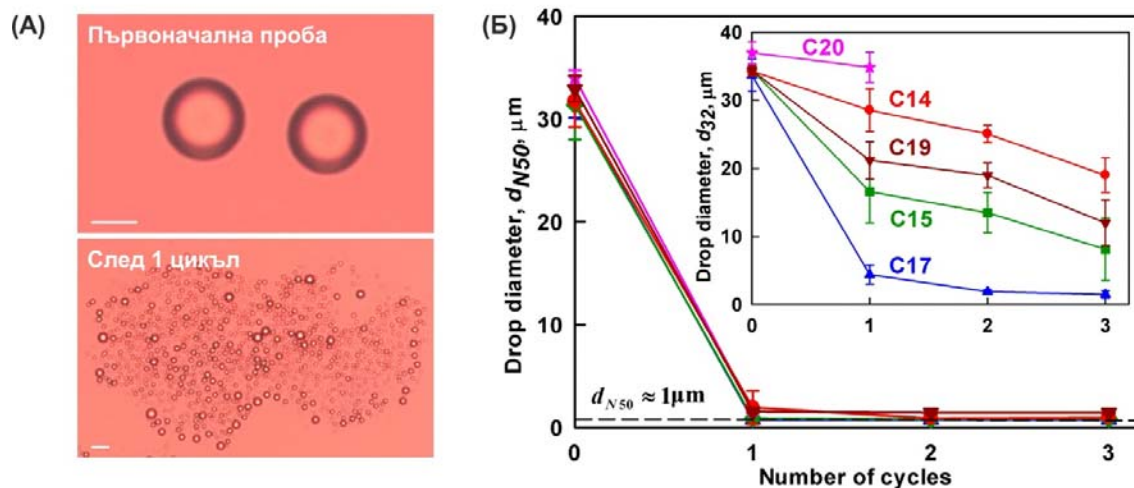 (А)
Първоначална проба
След 1 цикъл
(Б)
Drop diameter, dN50, μm
40
30
20
10
0
dN50 ≈ 1μm
0
1
2
3
Number of cycles
Drop diameter, d32, μm
40
30
20
10
0
C20
C14
C19
C15
C17
0
1
2
3